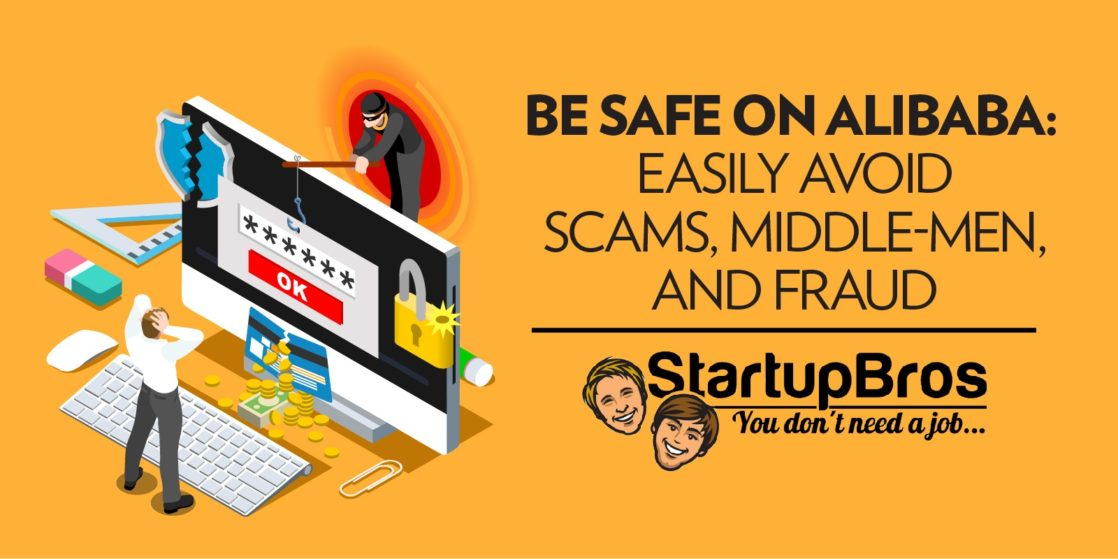 BE SAFE ON ALIBABA:
EASILY AVOID
SCAMS, MIDDLE-MEN,
AND FRAUD
StartupBros
You don't need a job...
******
OK